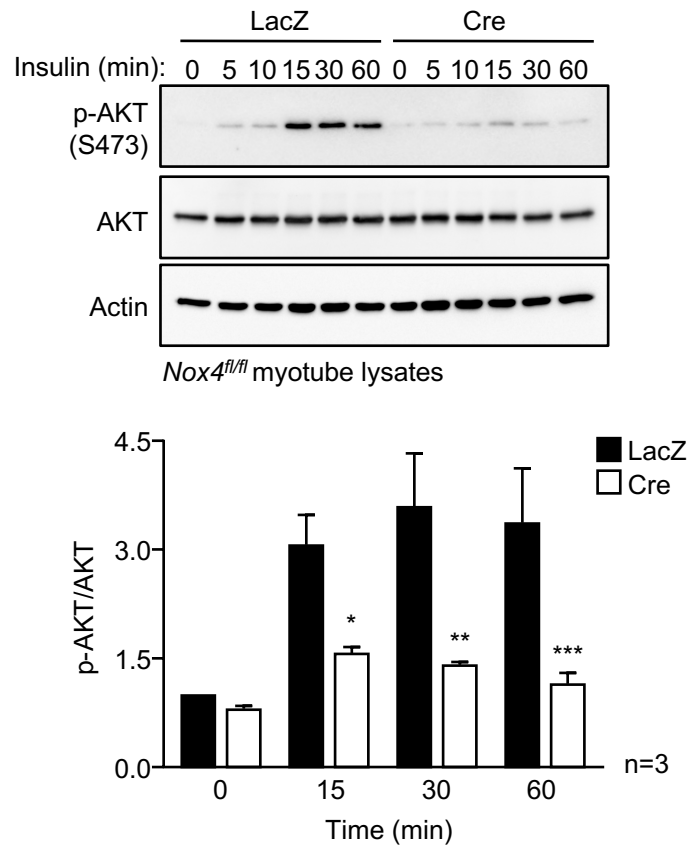 LacZ Cre
Insulin (min): 0 5 10 15 30 60 0 5 10 15 30 60
p-AKT
(S473)
AKT
Actin
Nox4fl/fl myotube lysates
4.5
3.0
1.5
0.0
p-AKT/AKT
LacZ
Cre
*
**
***
n=3
0 15 30 60
Time (min)